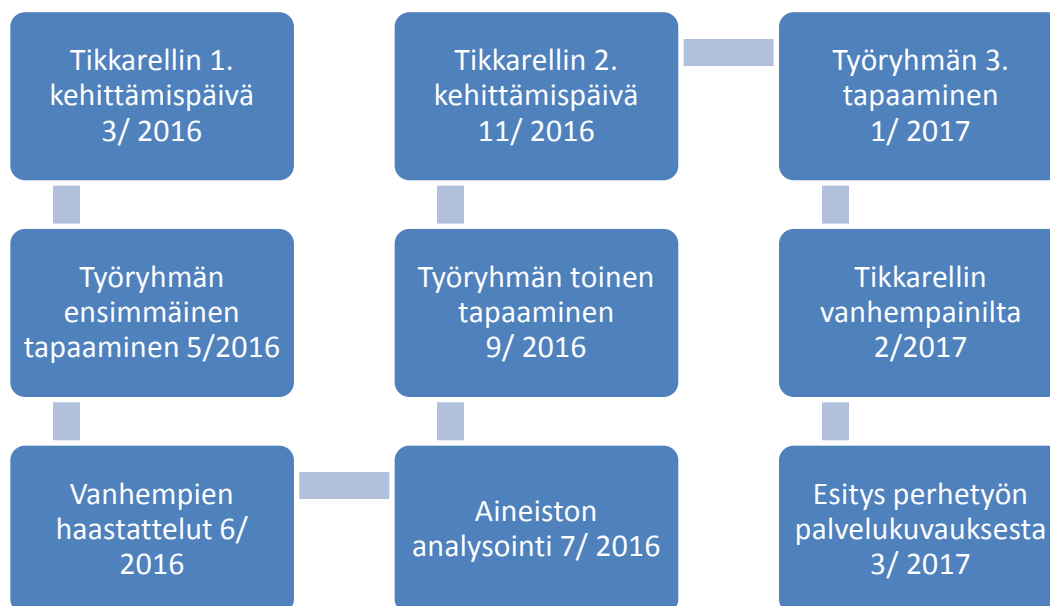 Tikkarellin 1.
kehittämispäivä
3/ 2016
Työryhmän
ensimmäinen
tapaaminen 5/2016
Vanhempien
haastattelut 6/
2016
Aineiston
analysointi 7/ 2016
Työryhmän toinen
tapaaminen
9/ 2016
Tikkarellin 2.
kehittämispäivä
11/ 2016
Työryhmän 3.
tapaaminen
1/ 2017
Tikkarellin
vanhempainilta
2/2017
Esitys perhetyön
palvelukuvauksesta
3/ 2017